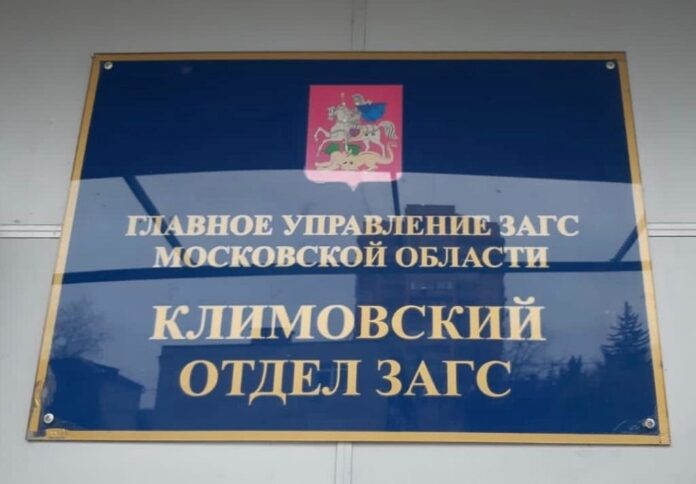 ГЛАВНОЕ УПРАВЛЕНИЕ ЗАГС
МОСКОВСКОЙ ОБЛАСТИ
КЛИМОВСКИЙ
ОТДЕЛ ЗАГС